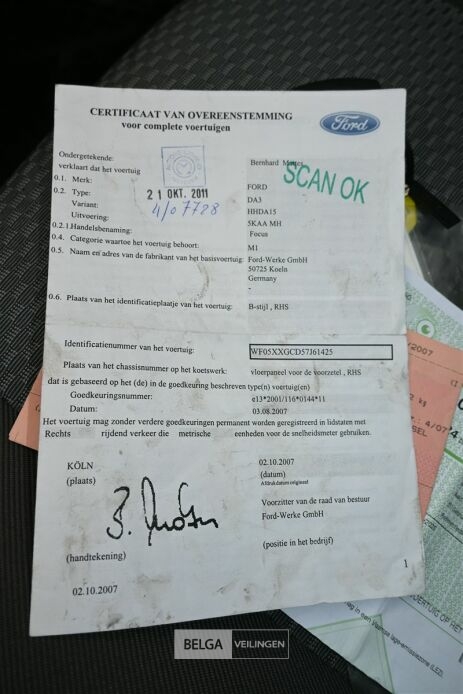 CERTIFICAAT VAN OVEREENSTEMMING
voor complete voertuigen
Ford
Ondergetekende: Bernhard
verklaart dat het voertuig
SCAN OK
0.1. Merk: FORD
0.2. Type: DA3
21 OKT. 2011
Variant: HHDA15
4/07728
Uitvoering: 5KAA MH
0.2.1.Handelsbenaming: Focus
0.4. Categorie waartoe het voertuig behoort: M1
0.5. Naam en adres van de fabrikant van het basisvoertuig: Ford-Werke GmbH
50725 Koeln
Germany
-
0.6. Plaats van het identificatieplaatje van het voertuig: B-stijl , RHS
Identificatienummer van het voertuig: WF05XXGCD57J61425
Plaats van het chassisnummer op het koetswerk: vloerpaneel voor de voorzetel , RHS
dat is gebaseerd op het (de) in de goedkeuring beschreven type(n) voertuig(en)
Goedkeuringsnummer: e13*2001/116*0144*11
Datum: 03.08.2007
Het voertuig mag zonder verdere goedkeuringen permanent worden geregistreerd in lidstaten met
Rechts rijdend verkeer die metrische eenheden voor de snelheidsmeter gebruiken.
KÖLN 02.10.2007
(plaats) (datum)
Afdruk datum origineel
Voorzitter van de raad van bestuur
Ford-Werke GmbH
(handtekening) (positie in het bedrijf)
1
02.10.2007
/2007
BELGA VEILINGEN